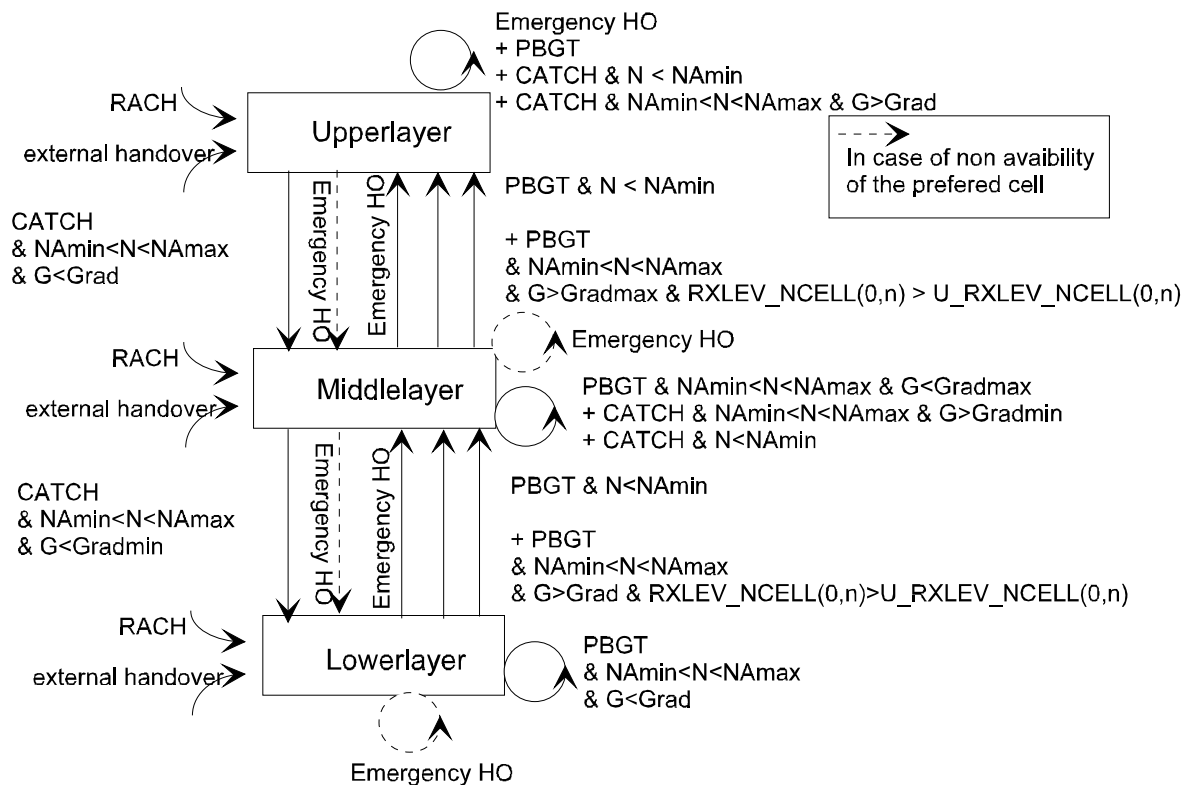 Emergency HO
+ PBGT
+ CATCH & N < NAmin
+ CATCH & NAmin<N<NAmax & G>Grad
RACH
external handover
Upperlayer
In case of non avaibility
of the prefered cell
CATCH
& NAmin<N<NAmax
& G<Grad
Emergency HO
Emergency HO
PBGT & N < NAmin
+ PBGT
& NAmin<N<NAmax
& G>Gradmax & RXLEV_NCELL(0,n) > U_RXLEV_NCELL(0,n)
Emergency HO
RACH
external handover
Middlelayer
PBGT & NAmin<N<NAmax & G<Gradmax
+ CATCH & NAmin<N<NAmax & G>Gradmin
+ CATCH & N<NAmin
CATCH
& NAmin<N<NAmax
& G<Gradmin
Emergency HO
Emergency HO
PBGT & N<NAmin
+ PBGT
& NAmin<N<NAmax
& G>Grad & RXLEV_NCELL(0,n)>U_RXLEV_NCELL(0,n)
RACH
external handover
Lowerlayer
PBGT
& NAmin<N<NAmax
& G<Grad
Emergency HO